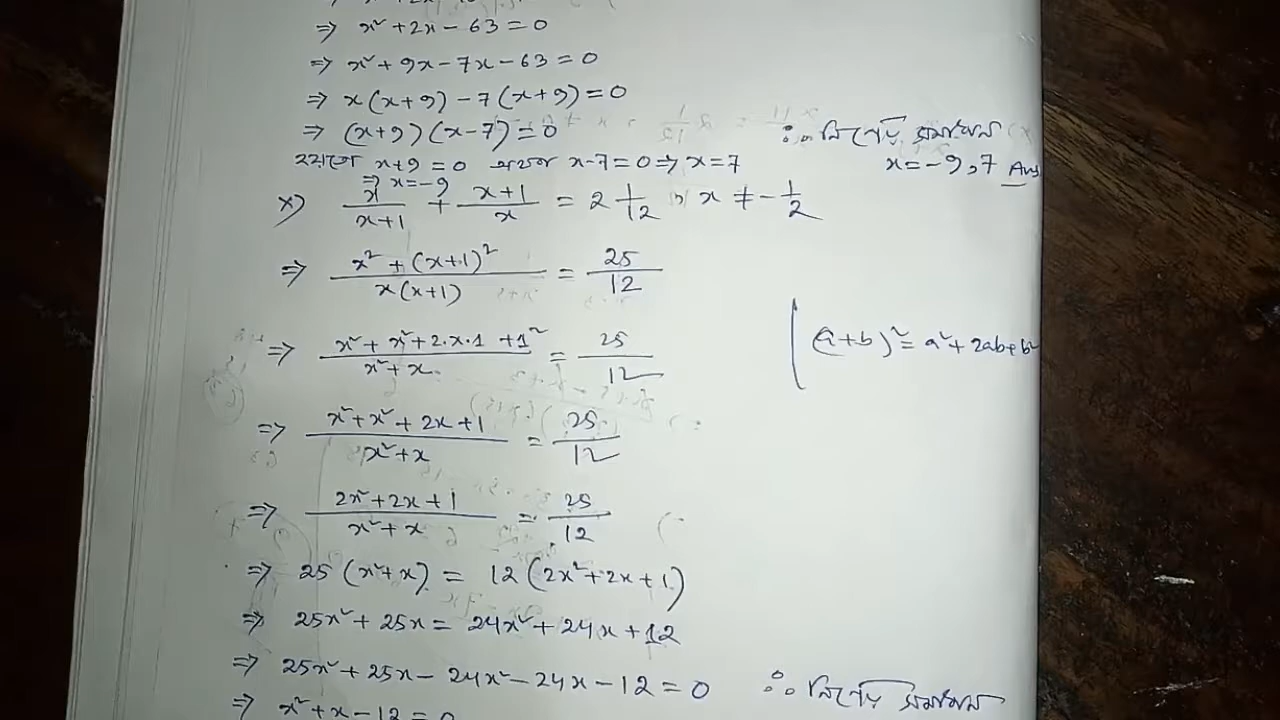 ⇒ x² + 2x - 63 = 0
⇒ x² + 9x - 7x - 63 = 0
⇒ x(x+9) - 7(x+9) = 0
⇒ (x+9)(x-7) = 0
x+9 = 0 অথবা x-7 = 0 ⇒ x = 7
⇒ x = -9
∴ নির্ণেয় সমাধান
x = -9, 7 Ans
x) x/(x+1) + (x+1)/x = 2 1/12, x ≠ -1/2
⇒ (x² + (x+1)²)/(x(x+1)) = 25/12
⇒ (x² + x² + 2·x·1 + 1²)/(x² + x) = 25/12
(a+b)² = a² + 2ab + b²
⇒ (x² + x² + 2x + 1)/(x² + x) = 25/12
⇒ (2x² + 2x + 1)/(x² + x) = 25/12
⇒ 25(x² + x) = 12(2x² + 2x + 1)
⇒ 25x² + 25x = 24x² + 24x + 12
⇒ 25x² + 25x - 24x² - 24x - 12 = 0
∴ নির্ণেয় সমাধান
⇒ x² + x - 12 = 0